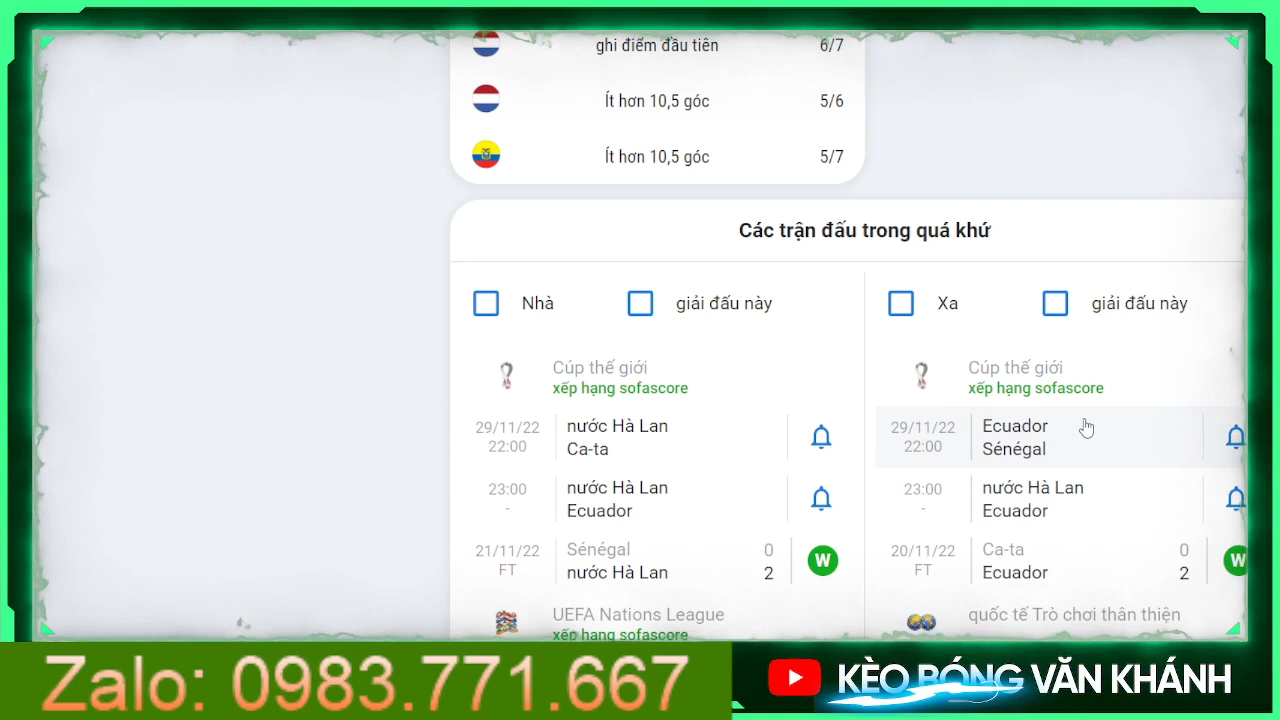 ghi điểm đầu tiên 6/7
Ít hơn 10,5 góc 5/6
Ít hơn 10,5 góc 5/7
Các trận đấu trong quá khứ
Nhà giải đấu này
Xa giải đấu này
Cúp thế giới
xếp hạng sofascore
29/11/22 nước Hà Lan
22:00 Ca-ta
23:00 nước Hà Lan
- Ecuador
21/11/22 Sénégal 0
FT nước Hà Lan 2 W
UEFA Nations League
xếp hạng sofascore
Cúp thế giới
xếp hạng sofascore
29/11/22 Ecuador
22:00 Sénégal
23:00 nước Hà Lan
- Ecuador
20/11/22 Ca-ta 0
FT Ecuador 2 W
quốc tế Trò chơi thân thiện
Zalo: 0983.771.667
KÈO BÓNG VĂN KHÁNH